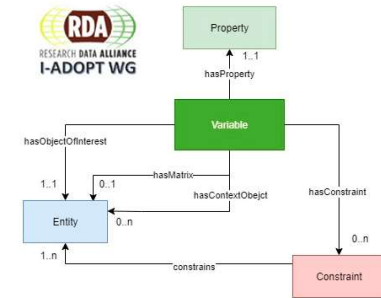 RDA
RESEARCH DATA ALLIANCE
I-ADOPT WG
Property
1..1
hasProperty
Variable
hasObjectOfInterest
hasMatrix
hasContextObejct
hasConstraint
1..1
0..1
0..n
Entity
0..n
1..n
constrains
Constraint